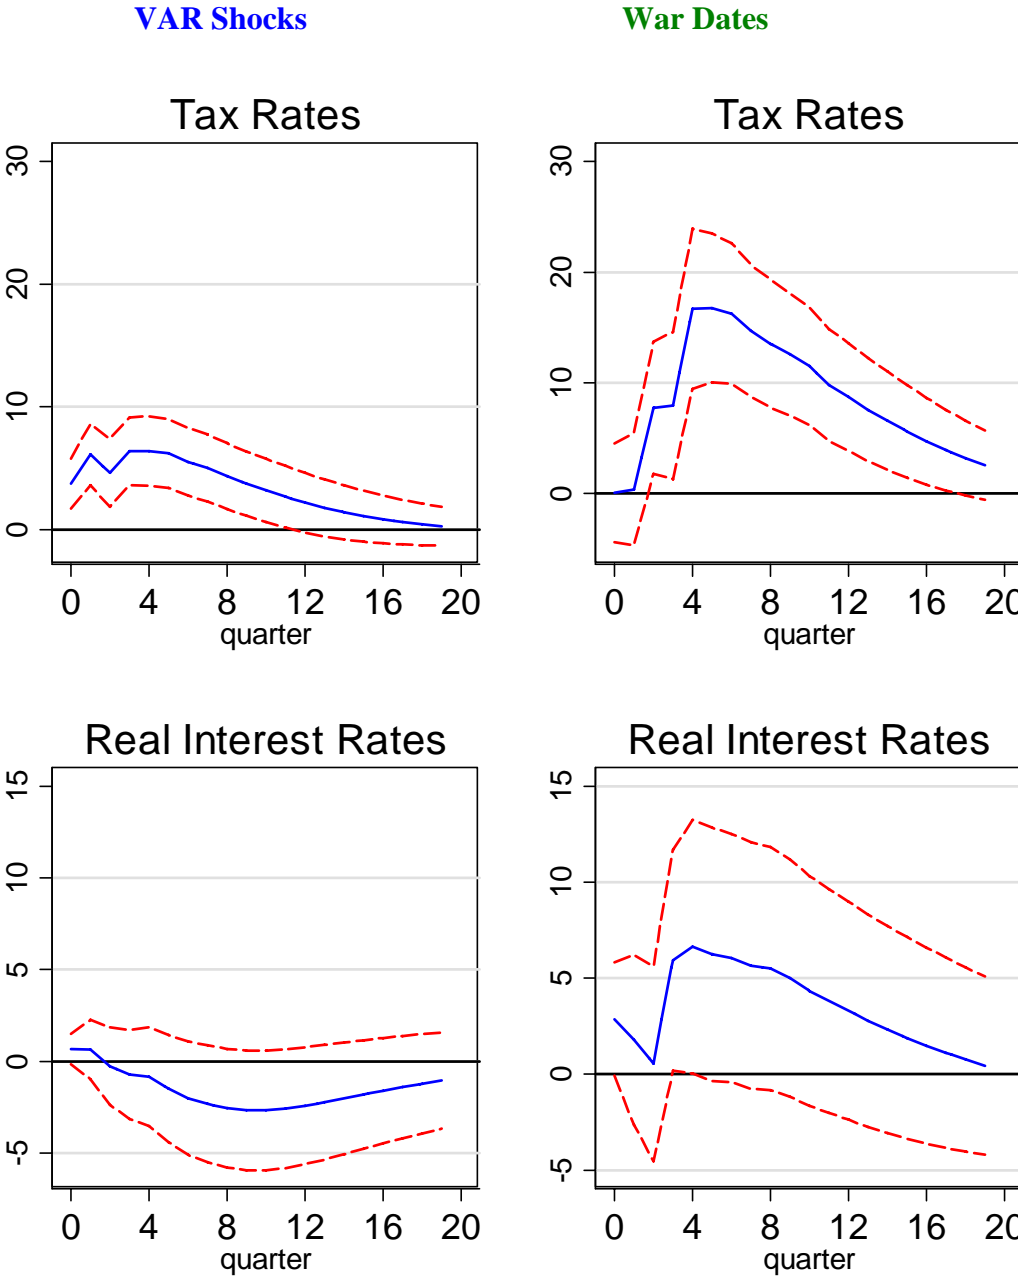 VAR Shocks War Dates
Tax Rates Tax Rates
30 30
20 20
10 10
0 0
0 4 8 12 16 20 0 4 8 12 16 20
quarter quarter
Real Interest Rates Real Interest Rates
15 15
10 10
5 5
0 0
-5 -5
0 4 8 12 16 20 0 4 8 12 16 20
quarter quarter